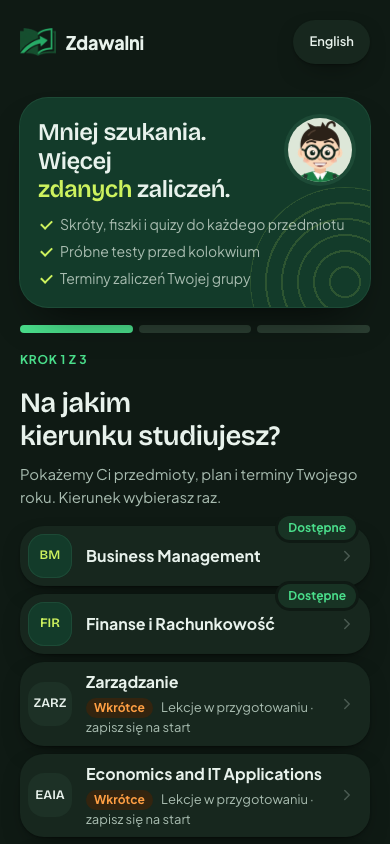 Zdawalni
English
Mniej szukania.
Więcej
zdanych zaliczeń.
Skróty, fiszki i quizy do każdego przedmiotu
Próbne testy przed kolokwium
Terminy zaliczeń Twojej grupy
KROK 1 Z 3
Na jakim
kierunku studiujesz?
Pokażemy Ci przedmioty, plan i terminy Twojego
roku. Kierunek wybierasz raz.
Dostępne
BM Business Management
Dostępne
FIR Finanse i Rachunkowość
Zarządzanie
ZARZ Wkrótce Lekcje w przygotowaniu ·
zapisz się na start
Economics and IT Applications
EAIA Wkrótce Lekcje w przygotowaniu ·
zapisz się na start